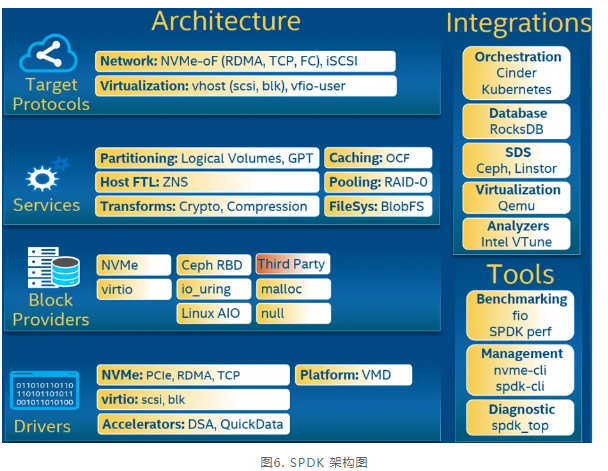 Architecture
Target
Protocols
Network: NVMe-oF (RDMA, TCP, FC), iSCSI
Virtualization: vhost (scsi, blk), vfio-user
Services
Partitioning: Logical Volumes, GPT
Caching: OCF
Host FTL: ZNS
Pooling: RAID-0
Transforms: Crypto, Compression
FileSys: BlobFS
Block
Providers
NVMe
Ceph RBD
Third Party
virtio
io_uring
malloc
Linux AIO
null
011010110110
110101101011
001011010100
Drivers
NVMe: PCIe, RDMA, TCP
Platform: VMD
virtio: scsi, blk
Accelerators: DSA, QuickData
Integrations
Orchestration
Cinder
Kubernetes
Database
RocksDB
SDS
Ceph, Linstor
Virtualization
Qemu
Analyzers
Intel VTune
Tools
Benchmarking
fio
SPDK perf
Management
nvme-cli
spdk-cli
Diagnostic
spdk_top
图6. SPDK 架构图